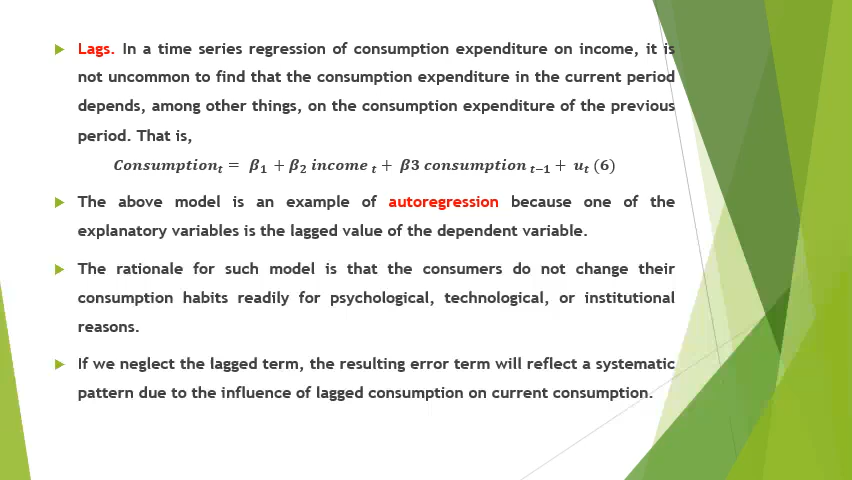 Lags. In a time series regression of consumption expenditure on income, it is
not uncommon to find that the consumption expenditure in the current period
depends, among other things, on the consumption expenditure of the previous
period. That is,
Consumptionₜ = β₁ + β₂ income ₜ + β3 consumption ₜ₋₁ + uₜ (6)
The above model is an example of autoregression because one of the
explanatory variables is the lagged value of the dependent variable.
The rationale for such model is that the consumers do not change their
consumption habits readily for psychological, technological, or institutional
reasons.
If we neglect the lagged term, the resulting error term will reflect a systematic
pattern due to the influence of lagged consumption on current consumption.